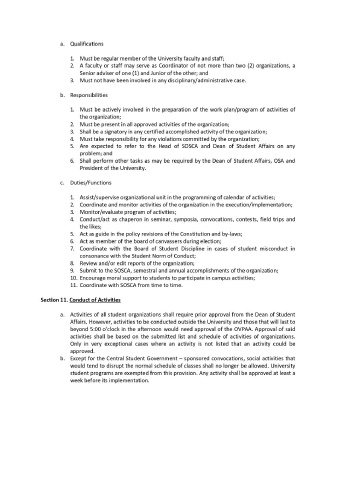 a. Qualifications
1. Must be regular member of the University faculty and staff;
2. A faculty or staff may serve as Coordinator of not more than two (2) organizations, a
Senior adviser of one (1) and Junior of the other; and
3. Must not have been involved in any disciplinary/administrative case.
b. Responsibilities
1. Must be actively involved in the preparation of the work plan/program of activities of
the organization;
2. Must be present in all approved activities of the organization;
3. Shall be a signatory in any certified accomplished activity of the organization;
4. Must take responsibility for any violations committed by the organization;
5. Are expected to refer to the Head of SOSCA and Dean of Student Affairs on any
problem; and
6. Shall perform other tasks as may be required by the Dean of Student Affairs, OSA and
President of the University.
c. Duties/Functions
1. Assist/supervise organizational unit in the programming of calendar of activities;
2. Coordinate and monitor activities of the organization in the execution/implementation;
3. Monitor/evaluate program of activities;
4. Conduct/act as chaperon in seminar, symposia, convocations, contests, field trips and
the likes;
5. Act as guide in the policy revisions of the Constitution and by-laws;
6. Act as member of the board of canvassers during election;
7. Coordinate with the Board of Student Discipline in cases of student misconduct in
consonance with the Student Norm of Conduct;
8. Review and/or edit reports of the organization;
9. Submit to the SOSCA, semestral and annual accomplishments of the organization;
10. Encourage moral support to students to participate in campus activities;
11. Coordinate with SOSCA from time to time.
Section 11. Conduct of Activities
a. Activities of all student organizations shall require prior approval from the Dean of Student
Affairs. However, activities to be conducted outside the University and those that will last to
beyond 5:00 o'clock in the afternoon would need approval of the OVPAA. Approval of said
activities shall be based on the submitted list and schedule of activities of organizations.
Only in very exceptional cases where an activity is not listed that an activity could be
approved.
b. Except for the Central Student Government – sponsored convocations, social activities that
would tend to disrupt the normal schedule of classes shall no longer be allowed. University
student programs are exempted from this provision. Any activity shall be approved at least a
week before its implementation.